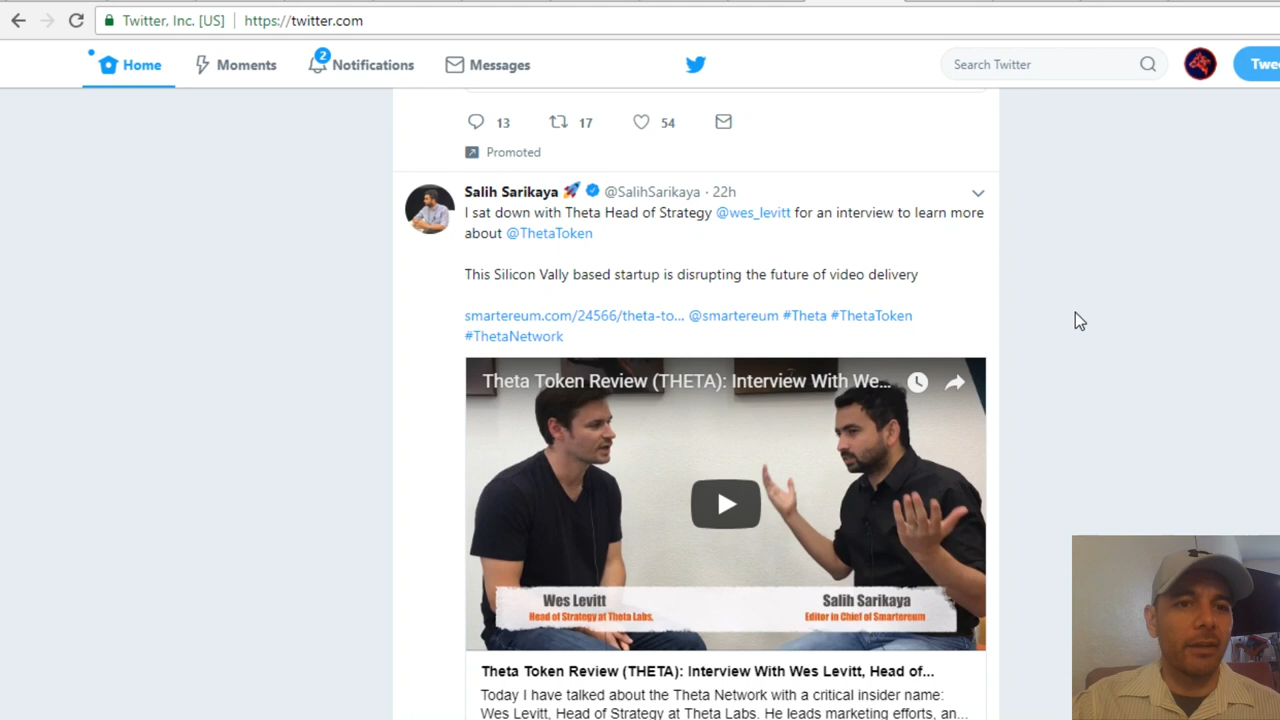 Twitter, Inc. [US] https://twitter.com
Home Moments 2 Notifications Messages Search Twitter Twee
13 17 54
Promoted
Salih Sarikaya @SalihSarikaya · 22h
I sat down with Theta Head of Strategy @wes_levitt for an interview to learn more
about @ThetaToken
This Silicon Vally based startup is disrupting the future of video delivery
smartereum.com/24566/theta-to... @smartereum #Theta #ThetaToken
#ThetaNetwork
Theta Token Review (THETA): Interview With We...
Wes Levitt Salih Sarikaya
Head of Strategy at Theta Labs, Editor in Chief of Smartereum
Theta Token Review (THETA): Interview With Wes Levitt, Head of...
Today I have talked about the Theta Network with a critical insider name:
Wes Levitt, Head of Strategy at Theta Labs. He leads marketing efforts, an...